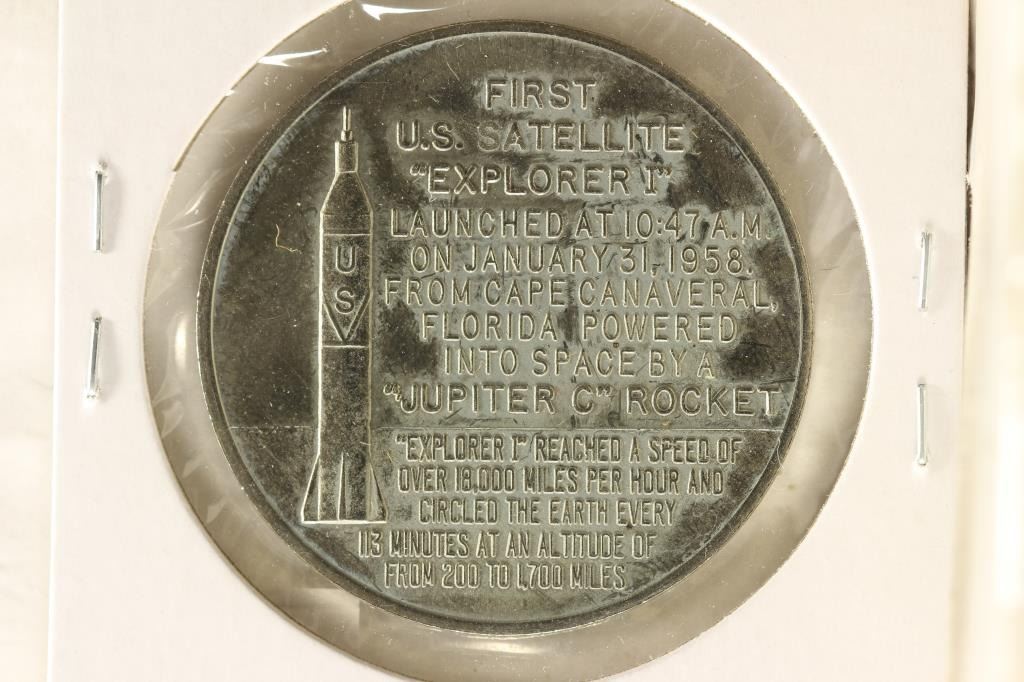 FIRST
U.S. SATELLITE
"EXPLORER I"
LAUNCHED AT 10:47 A.M.
ON JANUARY 31, 1958.
FROM CAPE CANAVERAL,
FLORIDA POWERED
INTO SPACE BY A
"JUPITER C" ROCKET
"EXPLORER I" REACHED A SPEED OF
OVER 18,000 MILES PER HOUR AND
CIRCLED THE EARTH EVERY
113 MINUTES AT AN ALTITUDE OF
FROM 200 TO 1,700 MILES
U
S